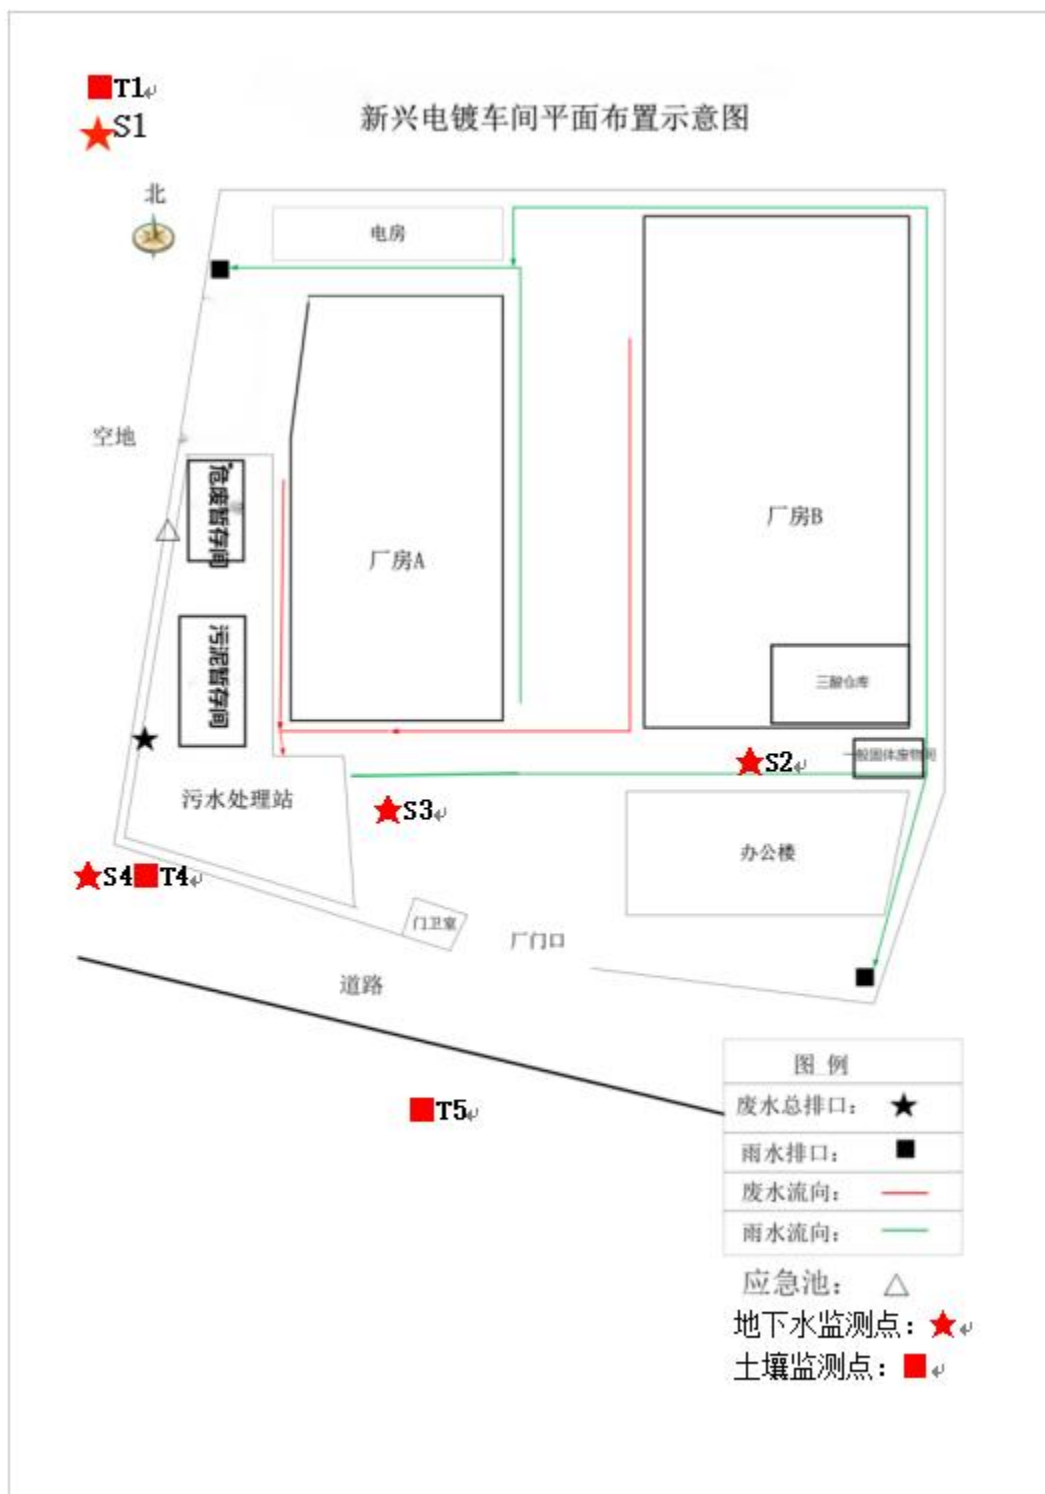 T1
S1
新兴电镀车间平面布置示意图
北
电房
空地
危废暂存间
厂房A
厂房B
污泥暂存间
三酸仓库
S2
一般固体废物间
污水处理站
S3
办公楼
S4 T4
门卫室
厂门口
道路
T5
图 例
废水总排口：
雨水排口：
废水流向：
雨水流向：
应急池：
地下水监测点：
土壤监测点：